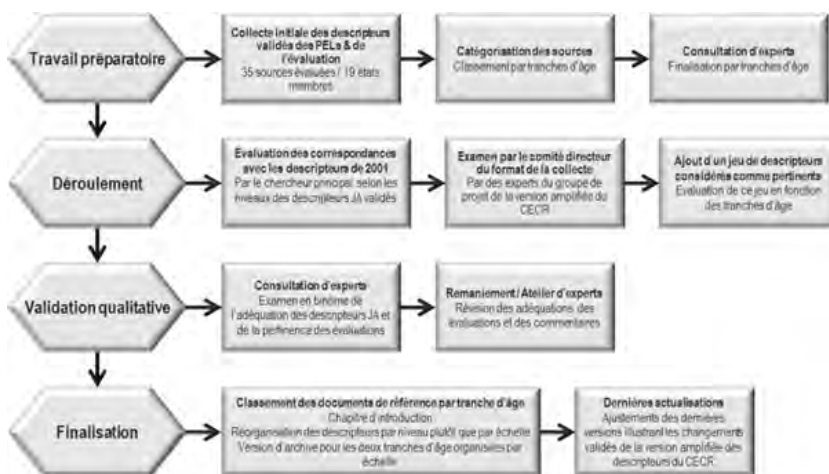 Travail préparatoire
Collecte initiale des descripteurs
validés des PELs & de
l'évaluation
35 sources évaluées / 19 états
membres
Catégorisation des sources
Classement par tranches d'âge
Consultation d'experts
Finalisation par tranches d'âge
Déroulement
Évaluation des correspondances
avec les descripteurs de 2001
Par le chercheur principal selon les
niveaux des descripteurs JA validés
Examen par le comité directeur
du format de la collecte
Par des experts du groupe de
projet de la version amplifiée du
CECR
Ajout d'un jeu de descripteurs
considérés comme pertinents
Evaluation de ce jeu en fonction
des tranches d'âge
Validation qualitative
Consultation d'experts
Examen en binôme de
l'adéquation des descripteurs JA et
de la pertinence des évaluations
Remaniement / Atelier d'experts
Révision des adéquations, des
évaluations et des commentaires
Finalisation
Classement des documents de référence par tranche d'âge
Chapitre d'introduction
Réorganisation des descripteurs par niveau plutôt que par échelle
Version d'archive pour les deux tranches d'âge organisées par
échelle
Dernières actualisations
Ajustements des dernières
versions illustrant les changements
validés de la version amplifiée des
descripteurs du CECR